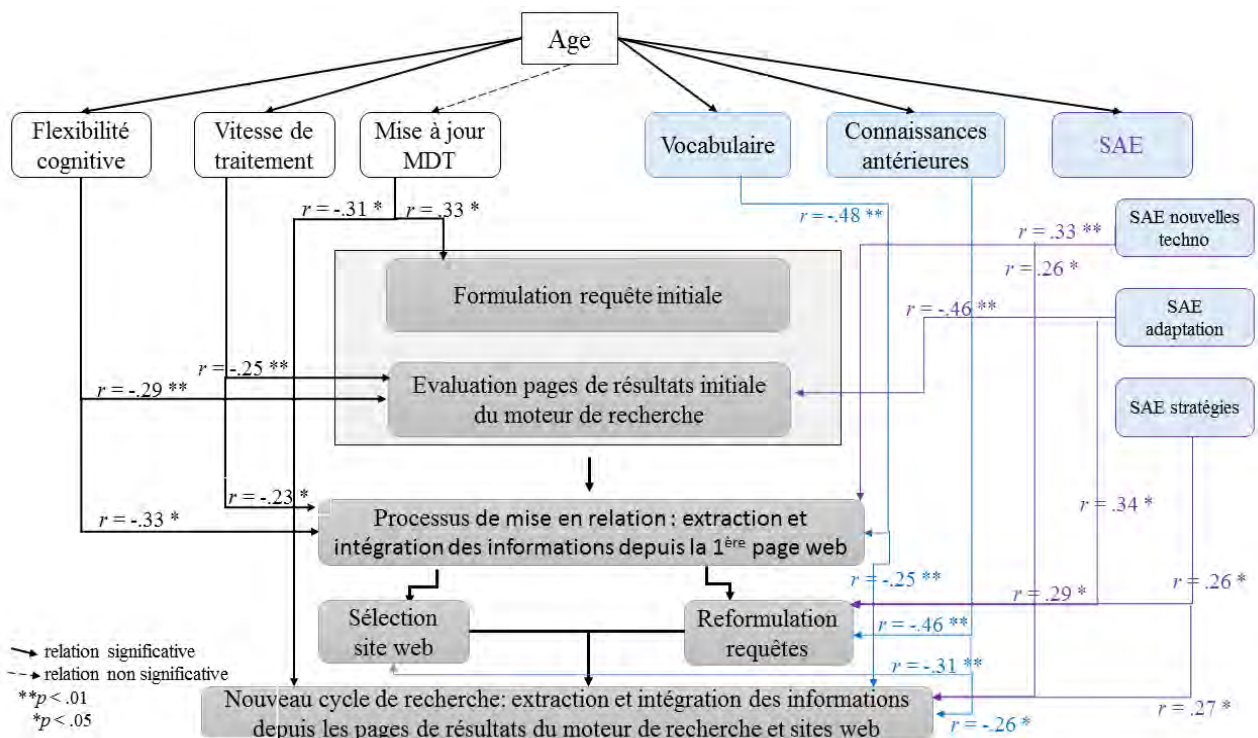 Age
Flexibilité
cognitive
Vitesse de
traitement
Mise à jour
MDT
Vocabulaire
Connaissances
antérieures
SAE
r = -.31 *
r = .33 *
r = -.48 **
SAE nouvelles
techno
r = .33 **
r = .26 *
Formulation requête initiale
r = -.46 **
SAE
adaptation
r = -.25 **
r = -.29 **
Evaluation pages de résultats initiale
du moteur de recherche
SAE stratégies
r = -.23 *
r = -.33 *
Processus de mise en relation : extraction et
intégration des informations depuis la 1ère page web
r = .34 *
r = -.25 **
r = .29 *
r = .26 *
Sélection
site web
Reformulation
requêtes
r = -.46 **
r = -.31 **
relation significative
relation non significative
**p < .01
*p < .05
Nouveau cycle de recherche: extraction et intégration des informations
depuis les pages de résultats du moteur de recherche et sites web
r = .27 *
r = -.26 *